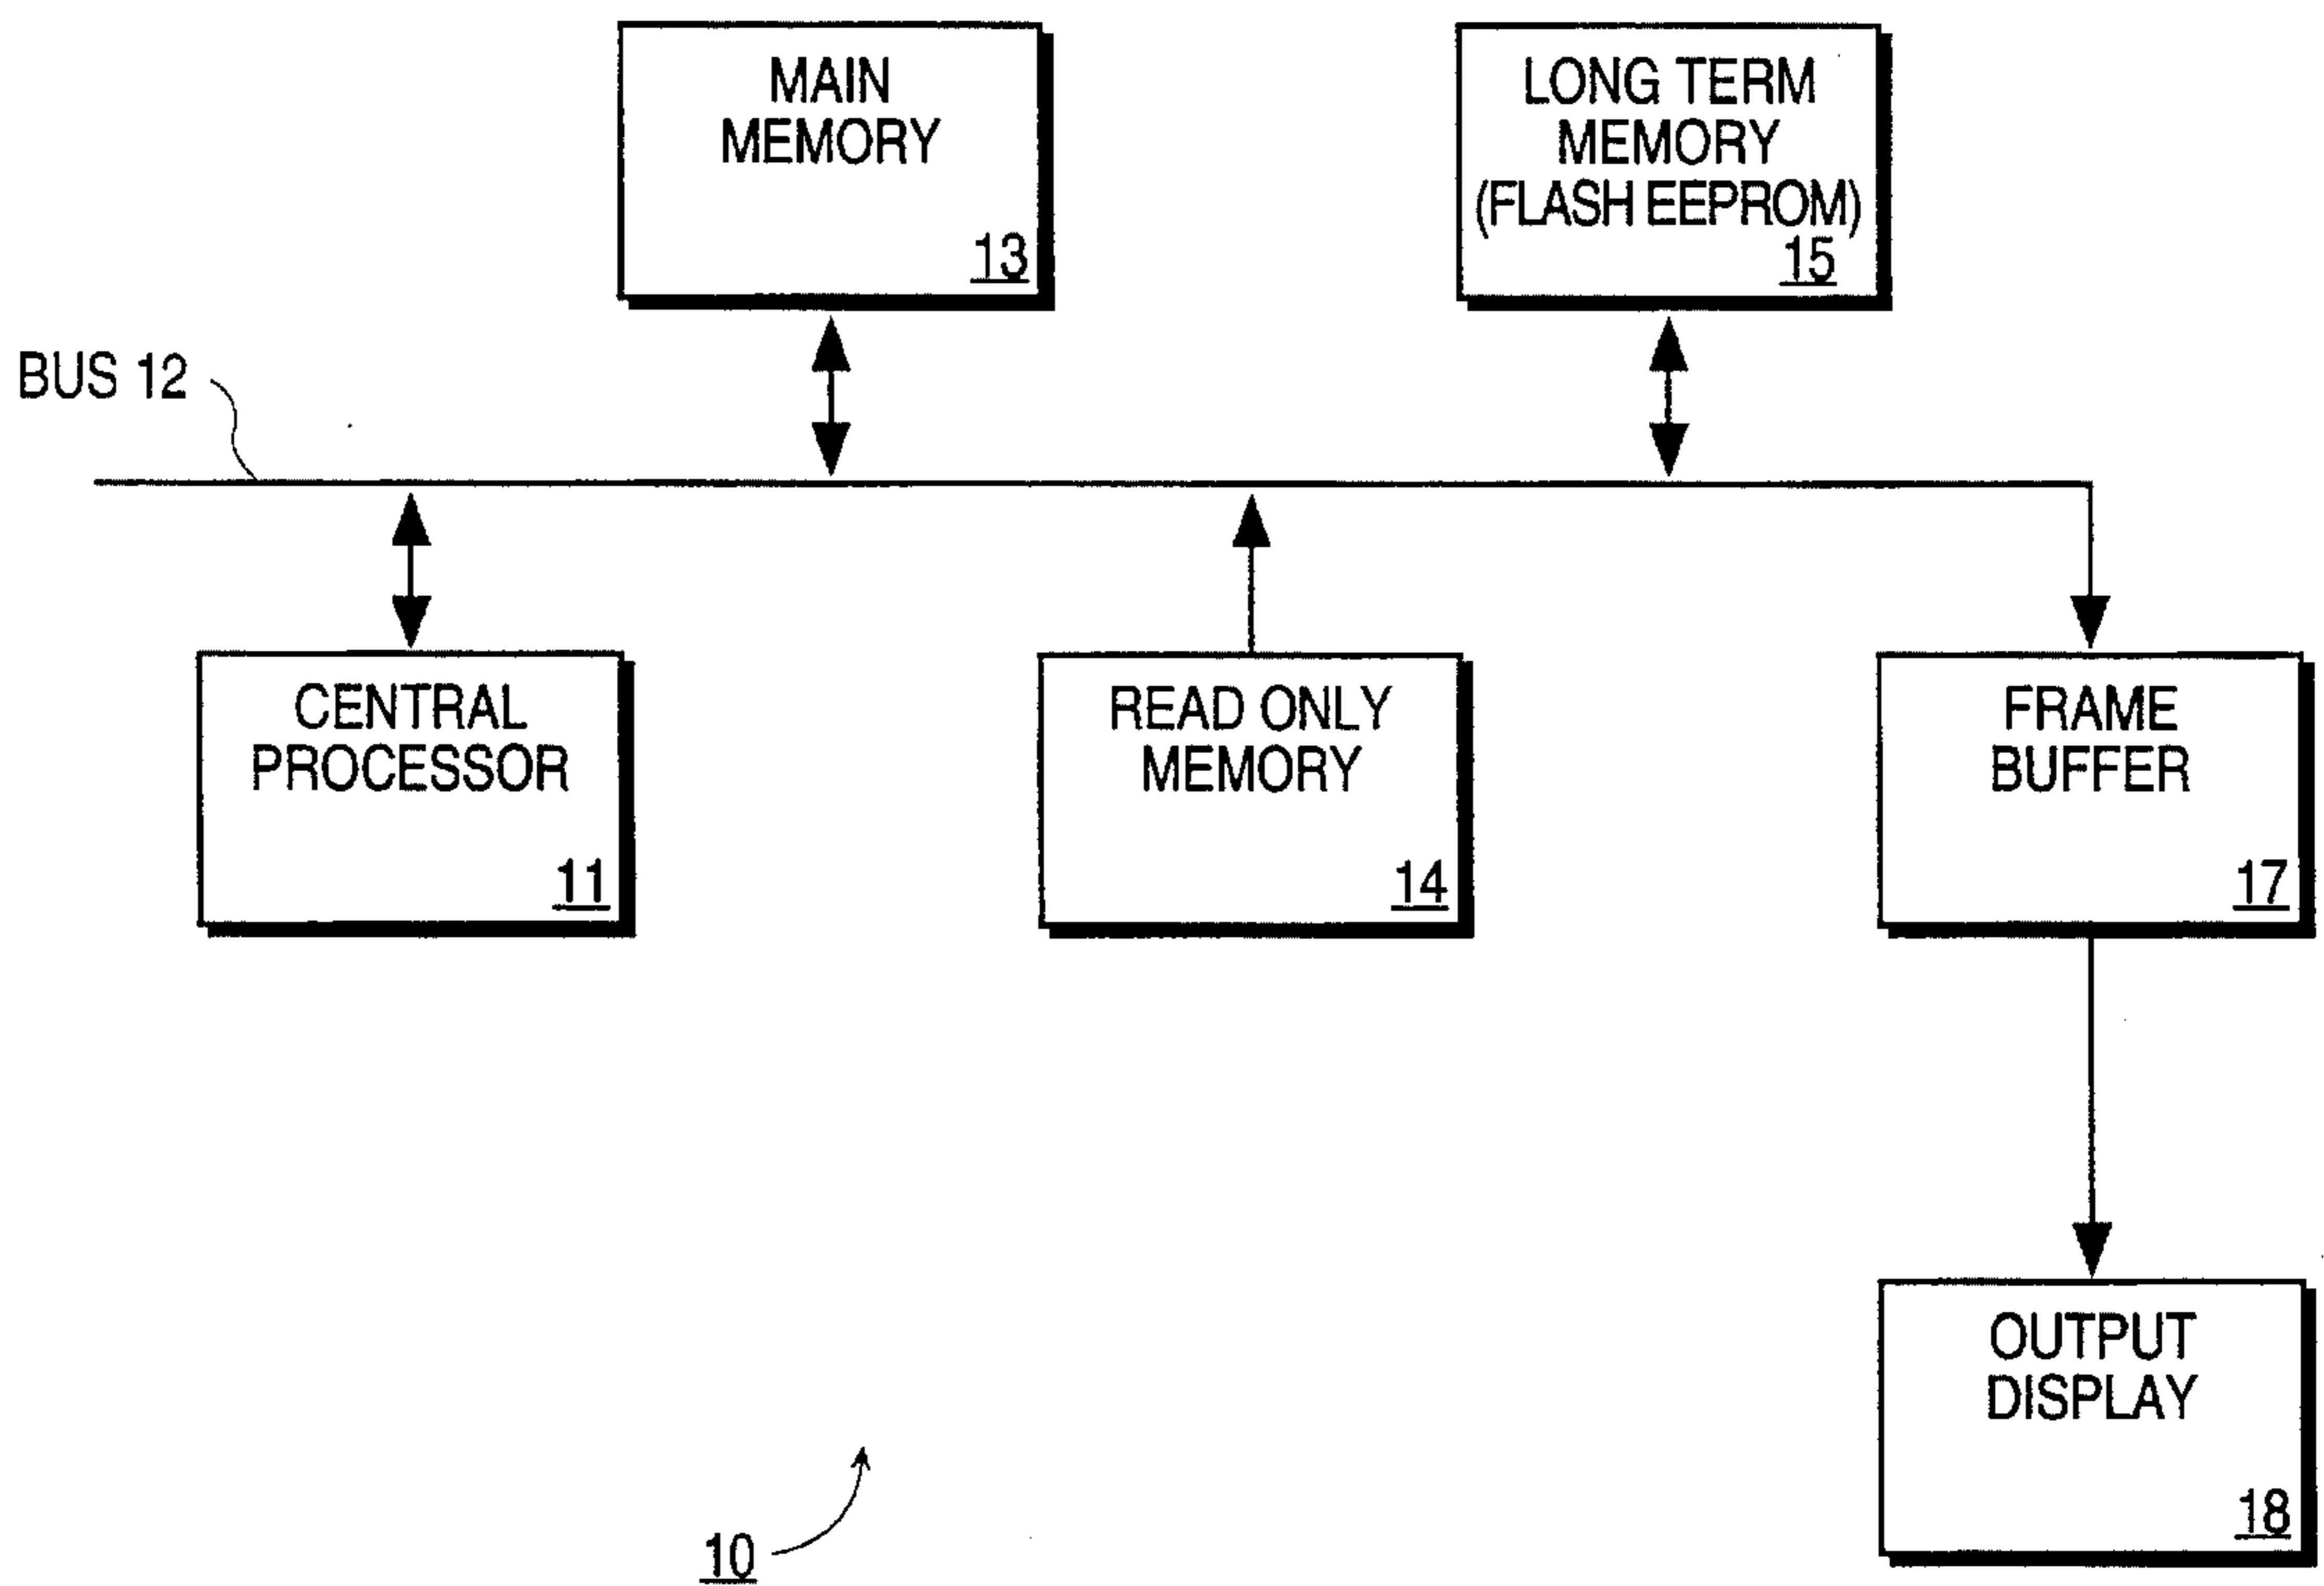 MAIN
MEMORY
13
LONG TERM
MEMORY
(FLASH EEPROM)
15
BUS 12
CENTRAL
PROCESSOR
11
READ ONLY
MEMORY
14
FRAME
BUFFER
17
OUTPUT
DISPLAY
18
10